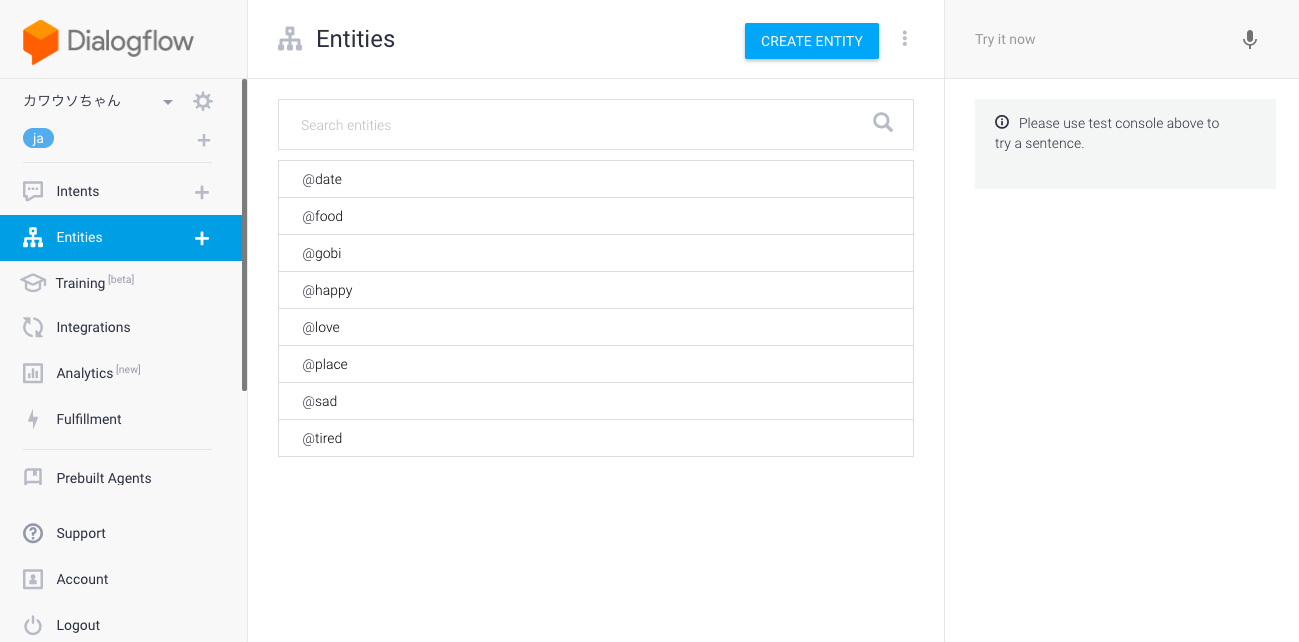 Dialogflow
カワウソちゃん
ja
Intents
Entities
Training [beta]
Integrations
Analytics [new]
Fulfillment
Prebuilt Agents
Support
Account
Logout
Entities
CREATE ENTITY
Search entities
@date
@food
@gobi
@happy
@love
@place
@sad
@tired
Try it now
Please use test console above to
try a sentence.